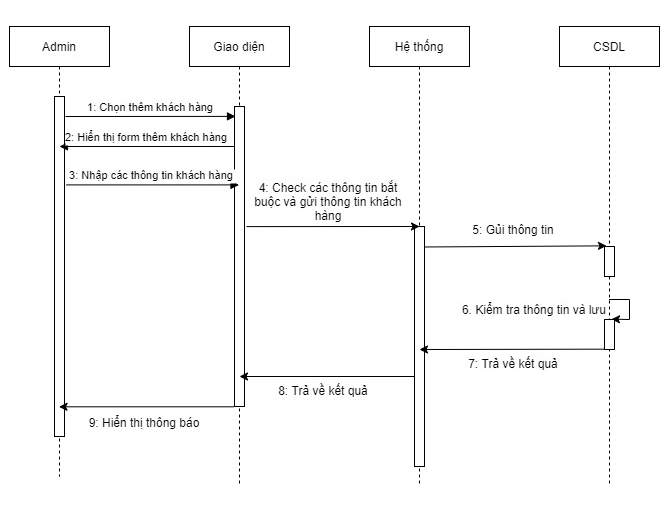 Admin
Giao diện
Hệ thống
CSDL
1: Chọn thêm khách hàng
2: Hiển thị form thêm khách hàng
3: Nhập các thông tin khách hàng
4: Check các thông tin bắt
buộc và gửi thông tin khách
hàng
5: Gủi thông tin
6. Kiểm tra thông tin và lưu
7: Trả về kết quả
8: Trả về kết quả
9: Hiển thị thông báo